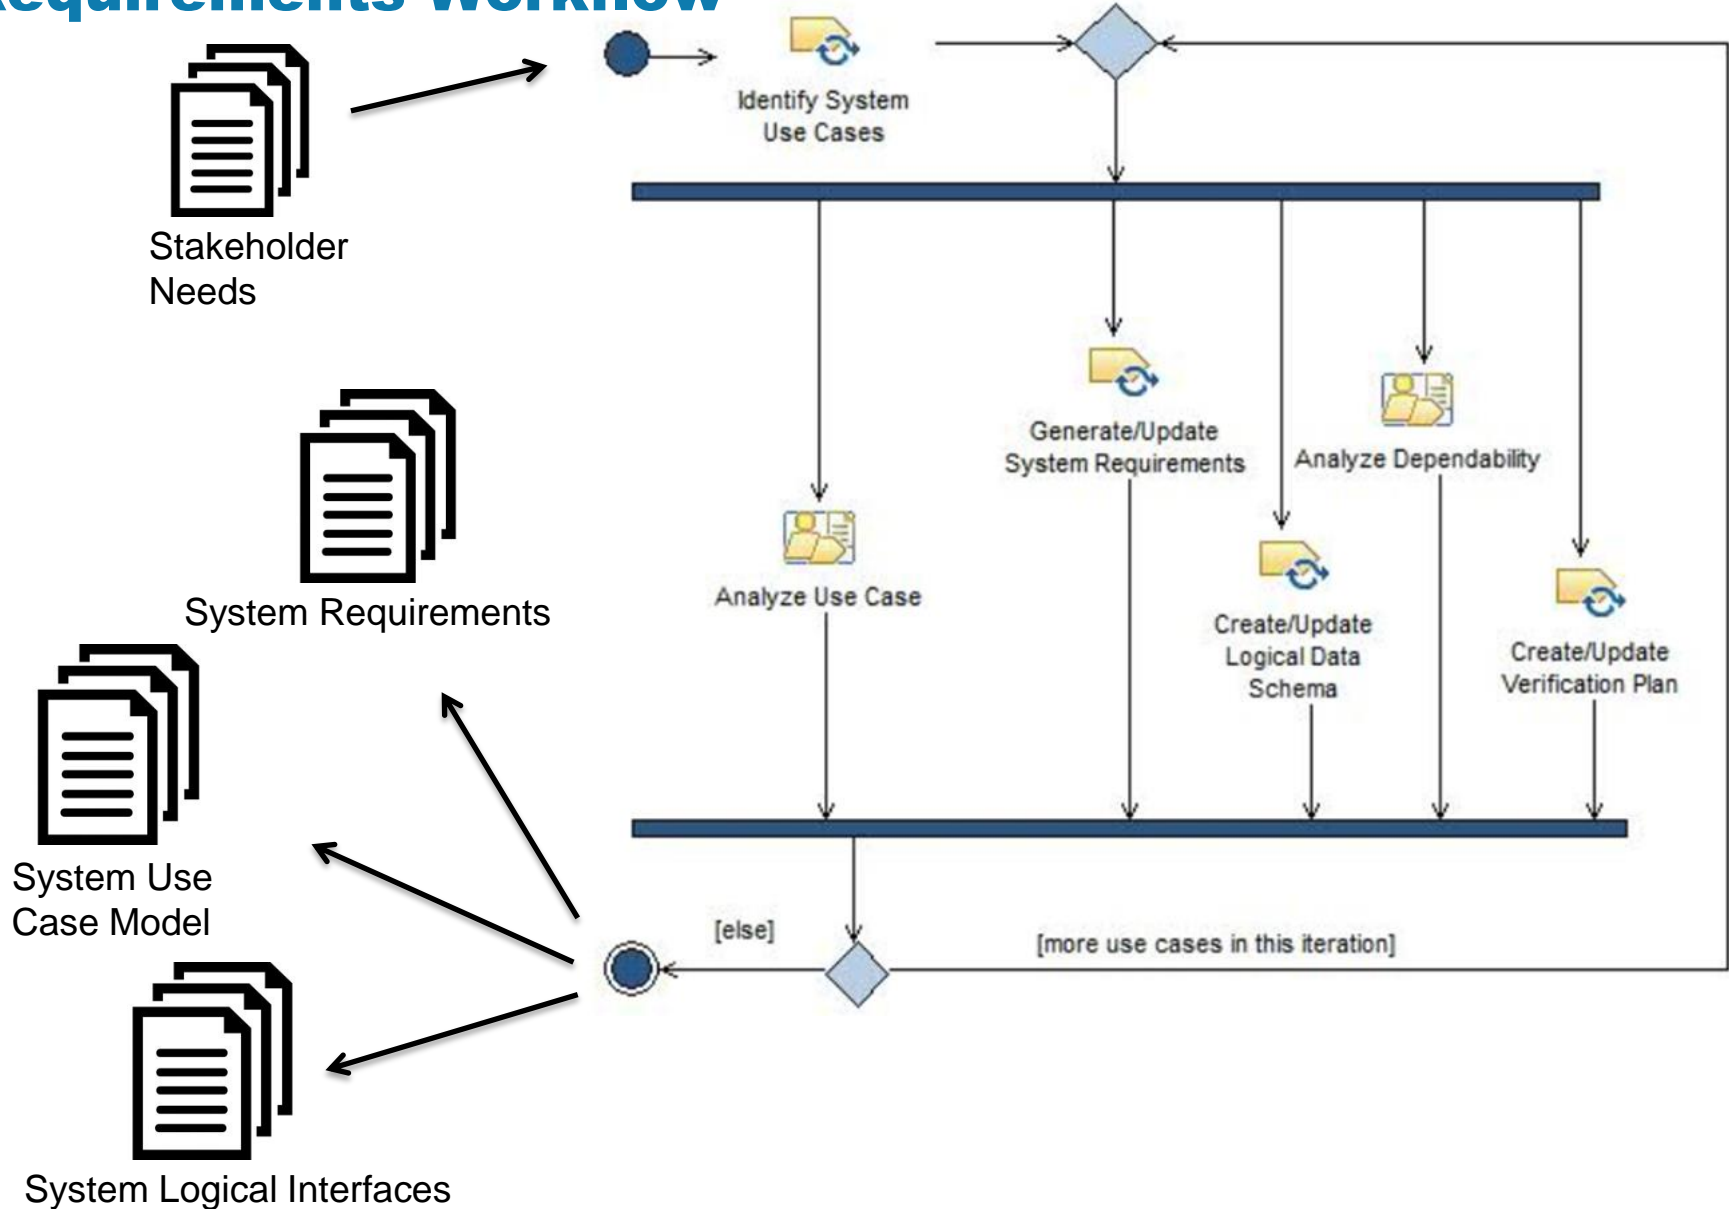 Requirements Workflow
Stakeholder
Needs
Identify System
Use Cases
Generate/Update
System Requirements
Analyze Dependability
Analyze Use Case
Create/Update
Logical Data
Schema
Create/Update
Verification Plan
System Requirements
System Use
Case Model
[else]
[more use cases in this iteration]
System Logical Interfaces